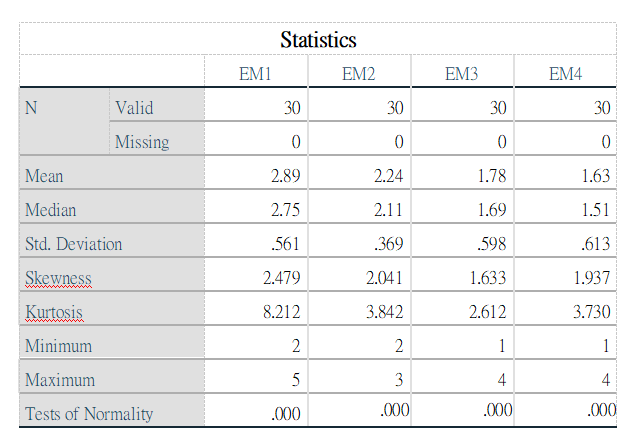 Statistics
EM1 EM2 EM3 EM4
N Valid 30 30 30 30
Missing 0 0 0 0
Mean 2.89 2.24 1.78 1.63
Median 2.75 2.11 1.69 1.51
Std. Deviation .561 .369 .598 .613
Skewness 2.479 2.041 1.633 1.937
Kurtosis 8.212 3.842 2.612 3.730
Minimum 2 2 1 1
Maximum 5 3 4 4
Tests of Normality .000 .000 .000 .000